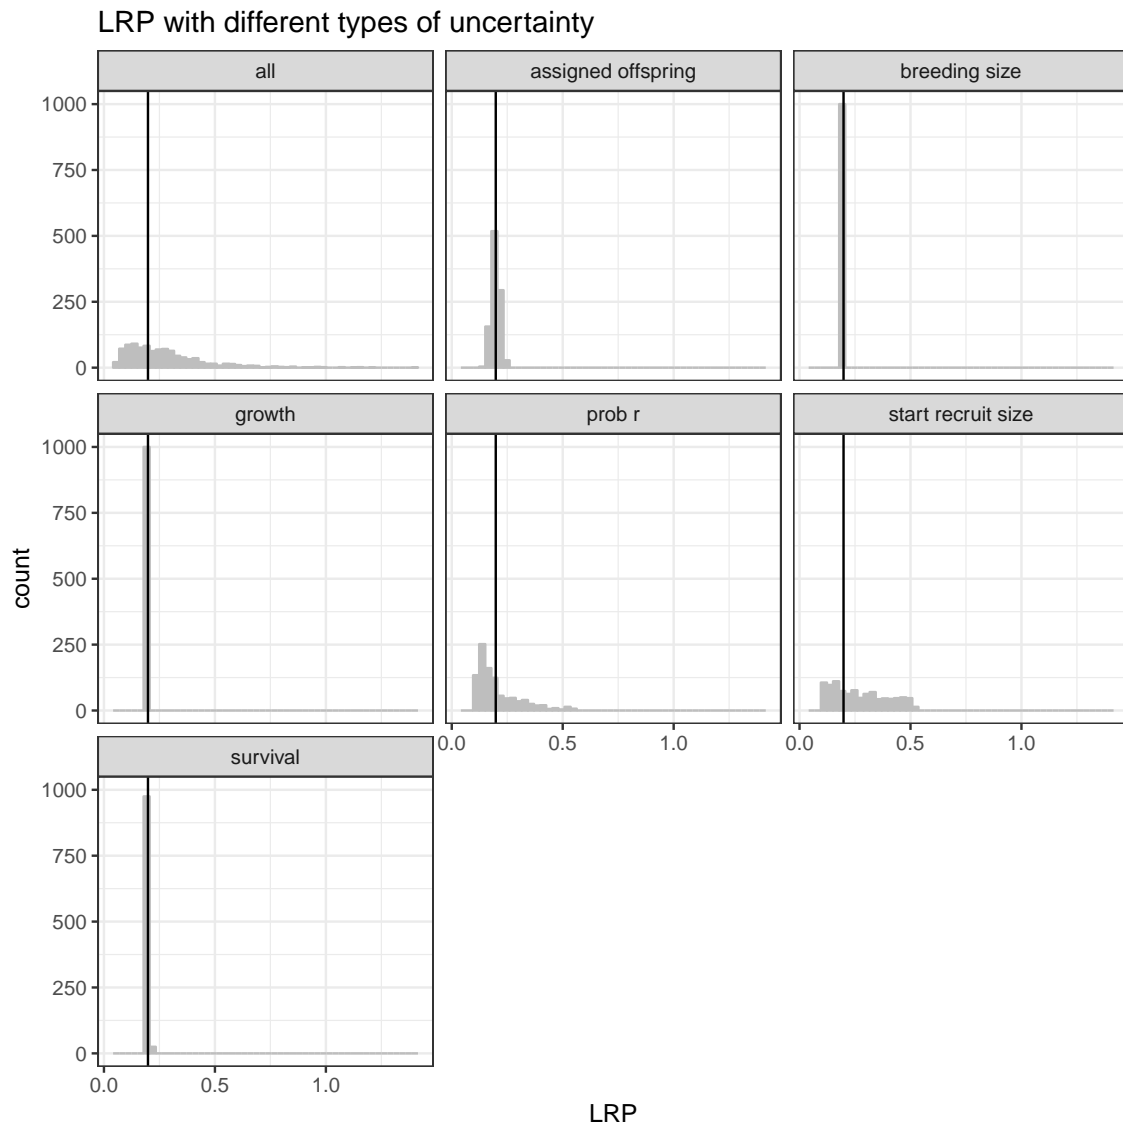 LRP with different types of uncertainty
all
assigned offspring
breeding size
1000
750
500
250
0
growth
prob r
start recruit size
1000
750
500
250
0
0.0
0.5
1.0
0.0
0.5
1.0
survival
1000
750
500
250
0
0.0
0.5
1.0
count
LRP